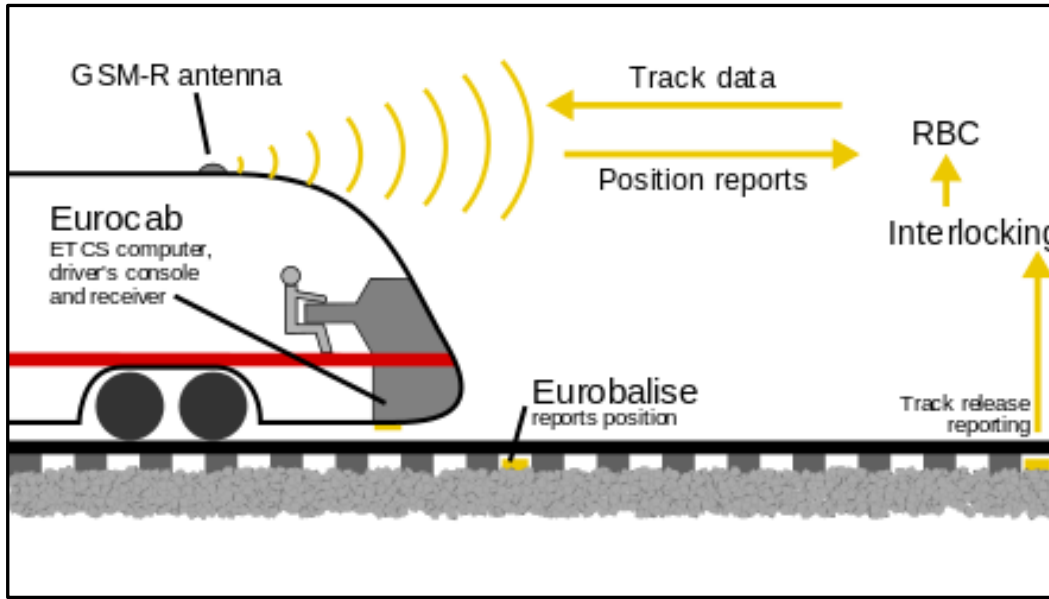 GSM-R antenna
Track data
RBC
Position reports
Eurocab
ETCS computer,
driver's console
and receiver
Interlocking
Eurobalise
reports position
Track release
reporting